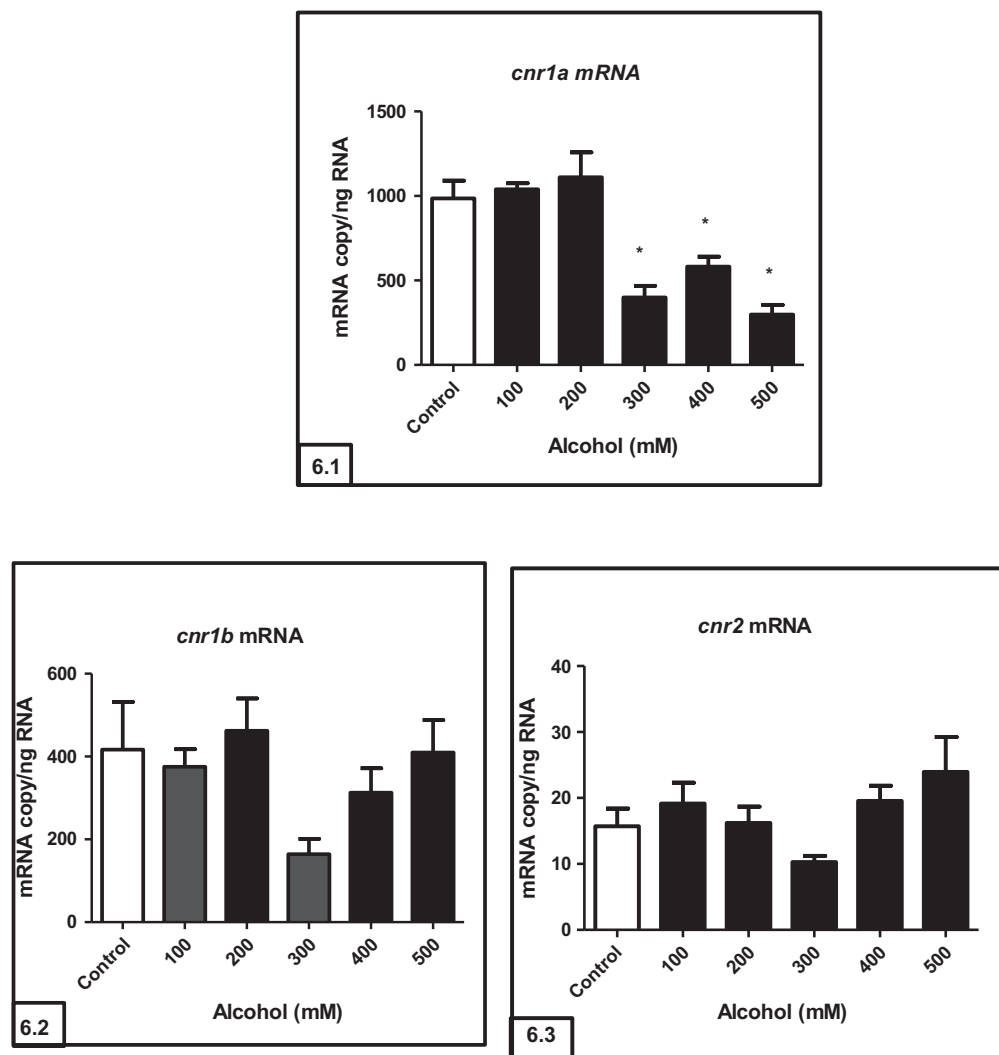 cnr1a mRNA
mRNA copy/ng RNA
1500
1000
500
0
* * *
Control 100 200 300 400 500
Alcohol (mM)
6.1
cnr1b mRNA
mRNA copy/ng RNA
600
400
200
0
Control 100 200 300 400 500
Alcohol (mM)
6.2
cnr2 mRNA
mRNA copy/ng RNA
40
30
20
10
0
Control 100 200 300 400 500
Alcohol (mM)
6.3